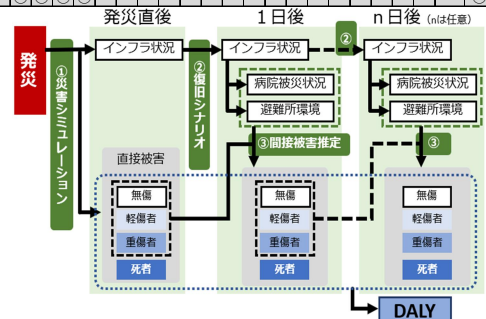 発災直後
1日後
n日後（nは任意）
発災
①災害シミュレーション
インフラ状況
②復旧シナリオ
インフラ状況
②
インフラ状況
病院被災状況
避難所環境
病院被災状況
避難所環境
③間接被害推定
③
直接被害
無傷
軽傷者
重傷者
死者
無傷
軽傷者
重傷者
死者
無傷
軽傷者
重傷者
死者
DALY